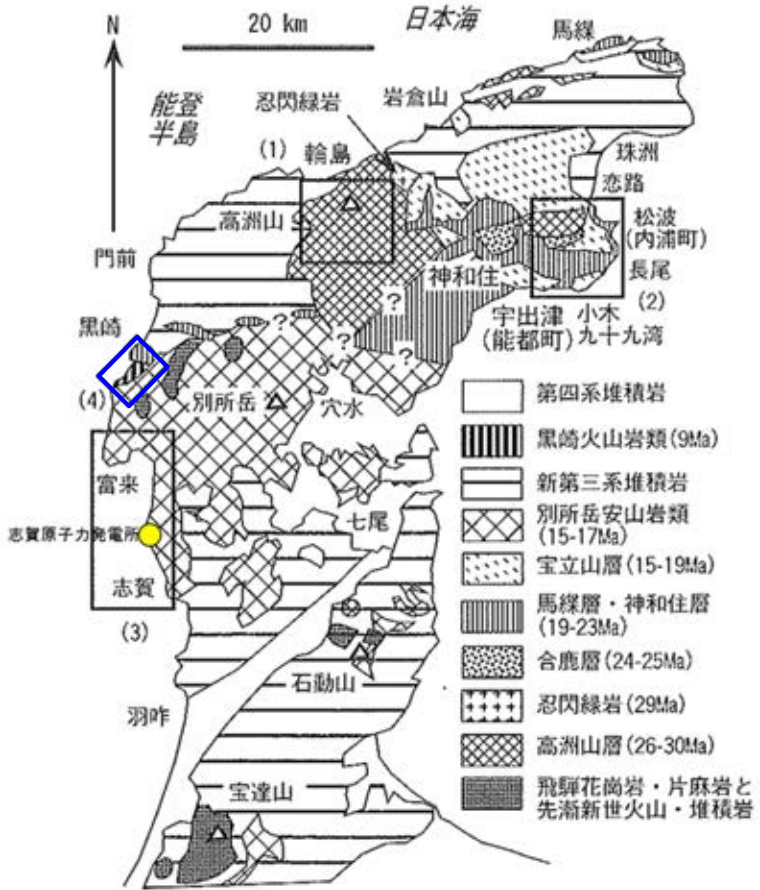 N
20 km
日本海
馬緤
能登
半島
忍閃緑岩
岩倉山
(1)
輪島
珠洲
恋路
高洲山
松波
(内浦町)
門前
神和住
長尾
(2)
?
黒崎
?
?
?
宇出津
(能都町)
小木
九十九湾
(4)
別所岳
穴水
第四系堆積岩
黒崎火山岩類(9Ma)
富来
新第三系堆積岩
七尾
別所岳安山岩類
(15-17Ma)
志賀原子力発電所
宝立山層(15-19Ma)
志賀
(3)
馬緤層・神和住層
(19-23Ma)
合鹿層(24-25Ma)
石動山
羽咋
忍閃緑岩(29Ma)
高洲山層(26-30Ma)
宝達山
飛騨花崗岩・片麻岩と
先漸新世火山・堆積岩